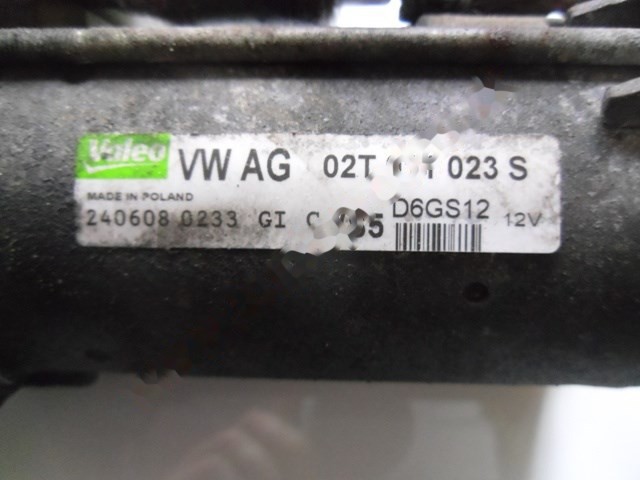 Valeo VW AG 02T 023 S
MADE IN POLAND
240608 0233 GI D6GS12 12V